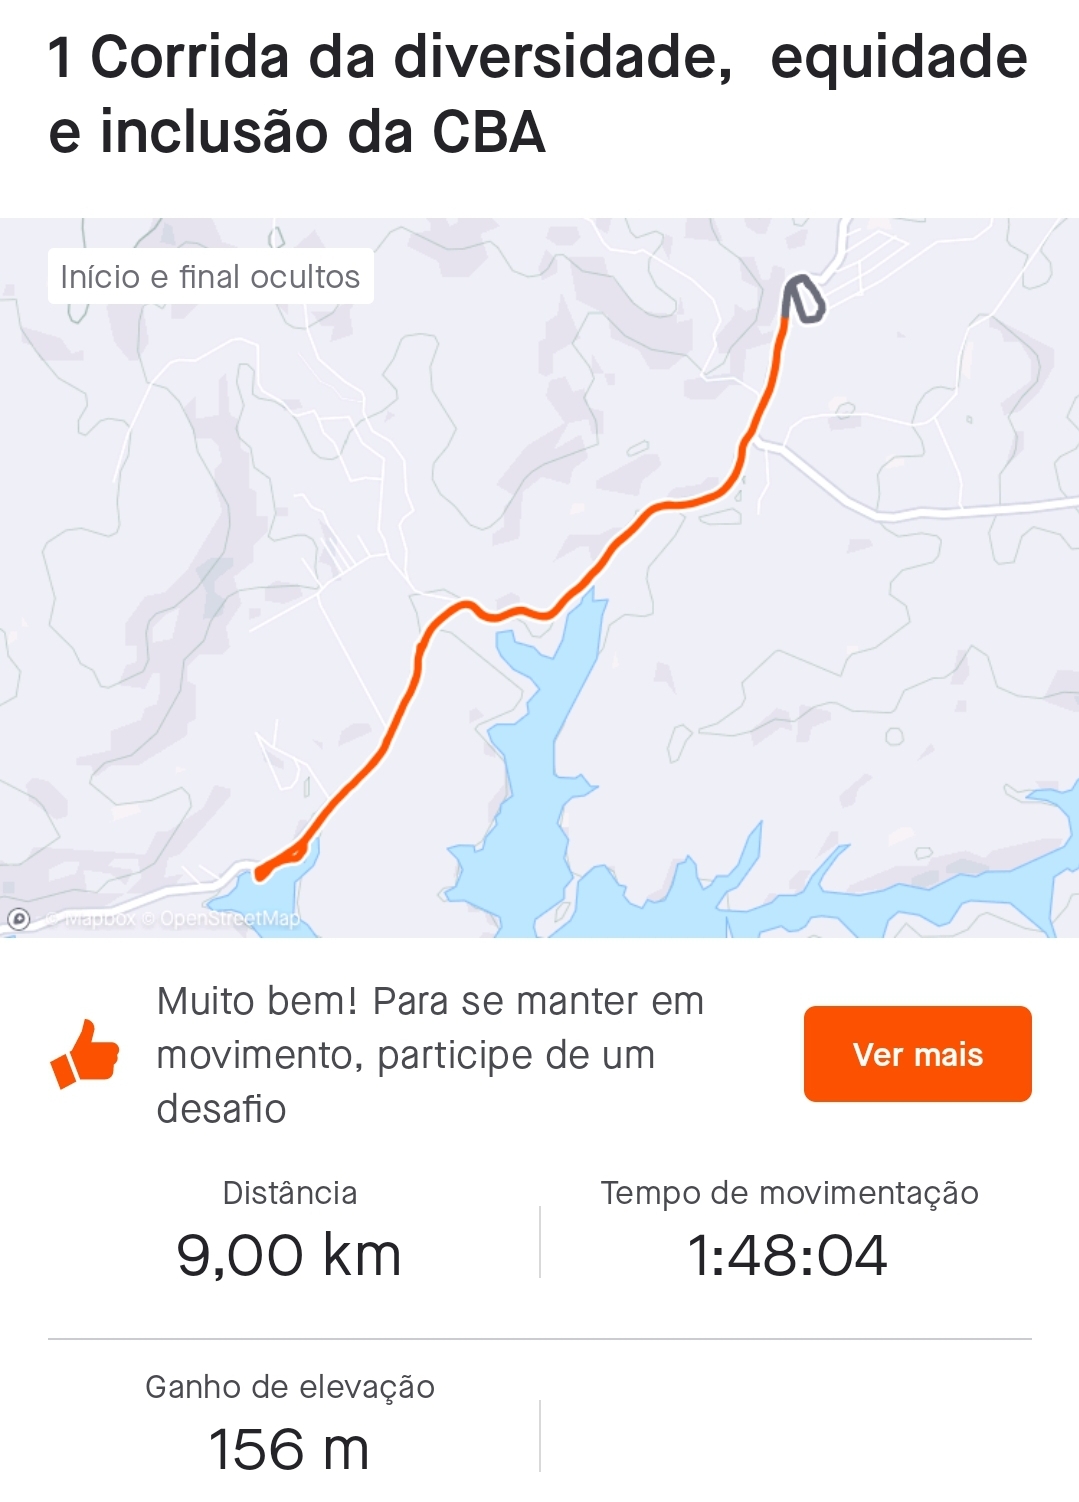 1 Corrida da diversidade,  equidade
e inclusão da CBA
Início e final ocultos
© Mapbox © OpenStreetMap
Muito bem! Para se manter em
movimento, participe de um
desafio
Ver mais
Distância
9,00 km
Tempo de movimentação
1:48:04
Ganho de elevação
156 m